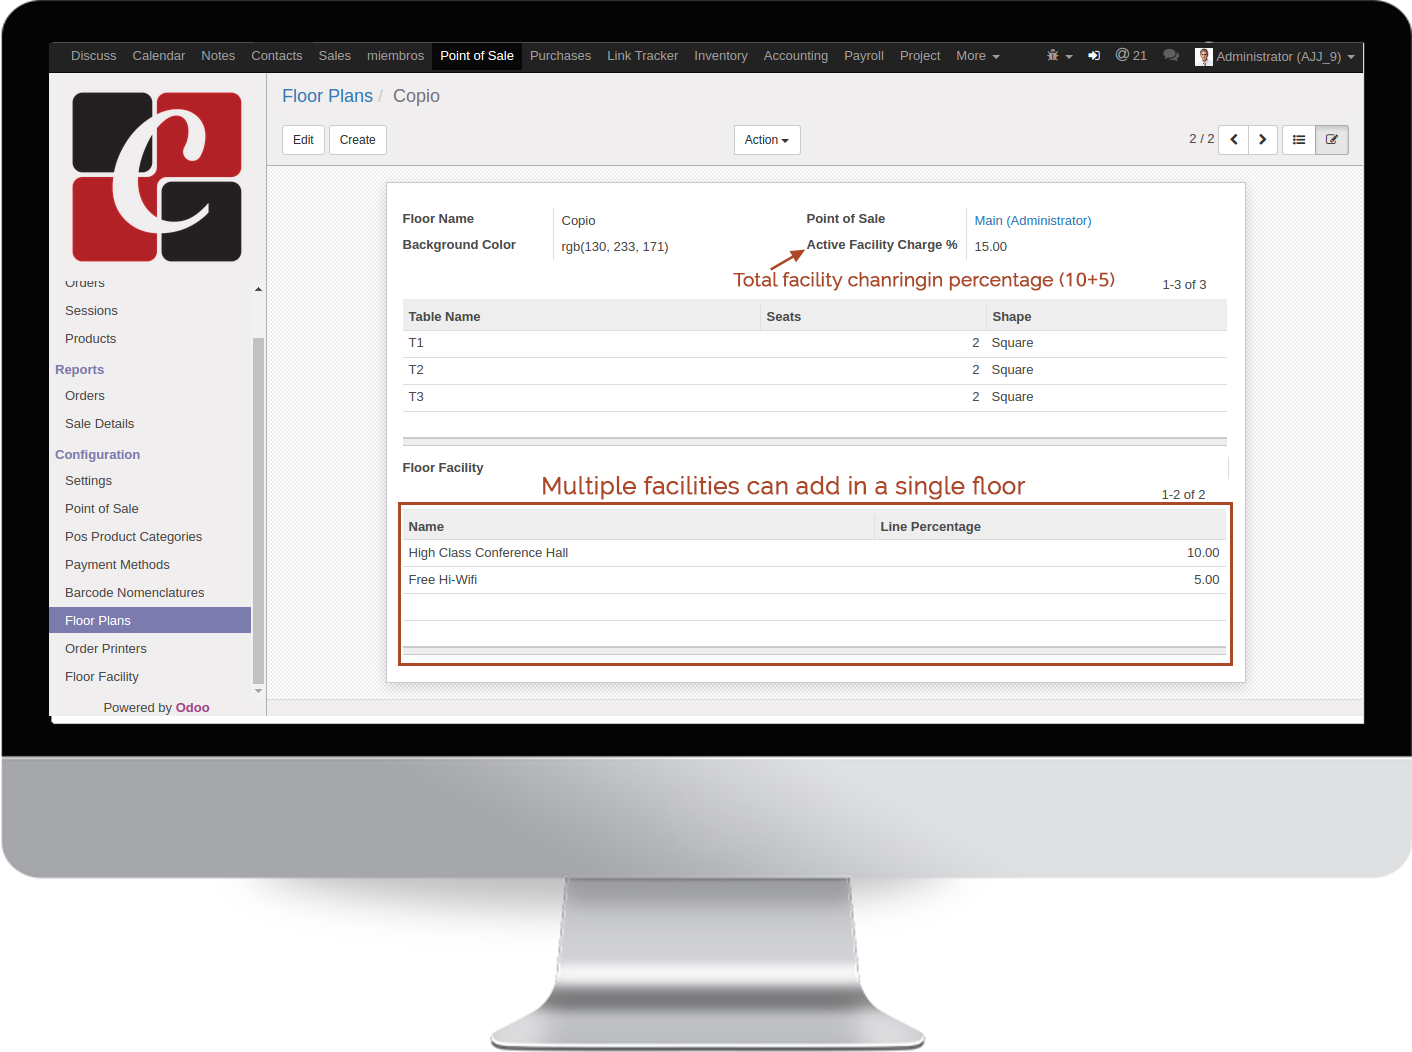 Discuss Calendar Notes Contacts Sales miembros Point of Sale Purchases Link Tracker Inventory Accounting Payroll Project More @ 21 Administrator (AJJ_9)
C
Floor Plans / Copio
Edit Create Action 2 / 2
Orders
Sessions
Products
Reports
Orders
Sale Details
Configuration
Settings
Point of Sale
Pos Product Categories
Payment Methods
Barcode Nomenclatures
Floor Plans
Order Printers
Floor Facility
Powered by Odoo
Floor Name Copio Point of Sale Main (Administrator)
Background Color rgb(130, 233, 171) Active Facility Charge % 15.00
Total facility chanringin percentage (10+5)
1-3 of 3
Table Name Seats Shape
T1 2 Square
T2 2 Square
T3 2 Square
Floor Facility
Multiple facilities can add in a single floor
1-2 of 2
Name Line Percentage
High Class Conference Hall 10.00
Free Hi-Wifi 5.00